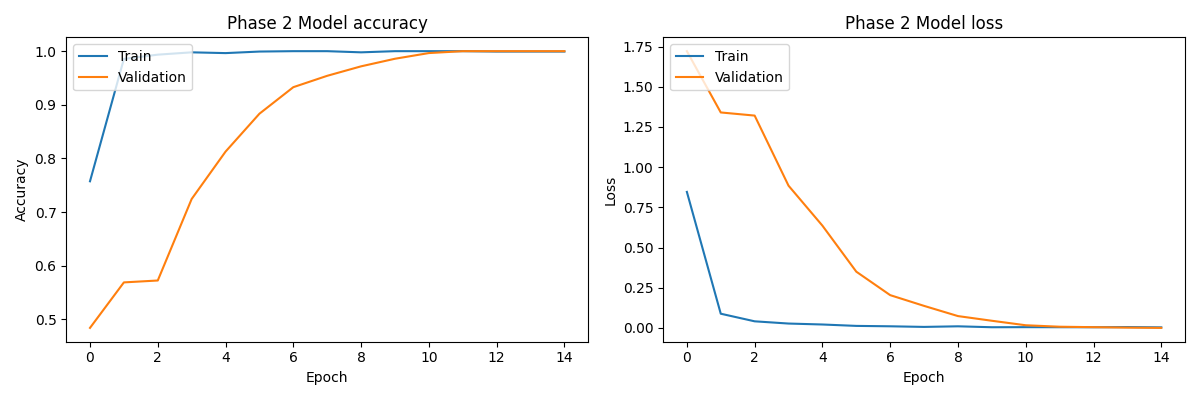 Phase 2 Model accuracy
Train
Validation
1.0
0.9
0.8
0.7
0.6
0.5
Accuracy
0 2 4 6 8 10 12 14
Epoch
Phase 2 Model loss
Train
Validation
1.75
1.50
1.25
1.00
0.75
0.50
0.25
0.00
Loss
0 2 4 6 8 10 12 14
Epoch